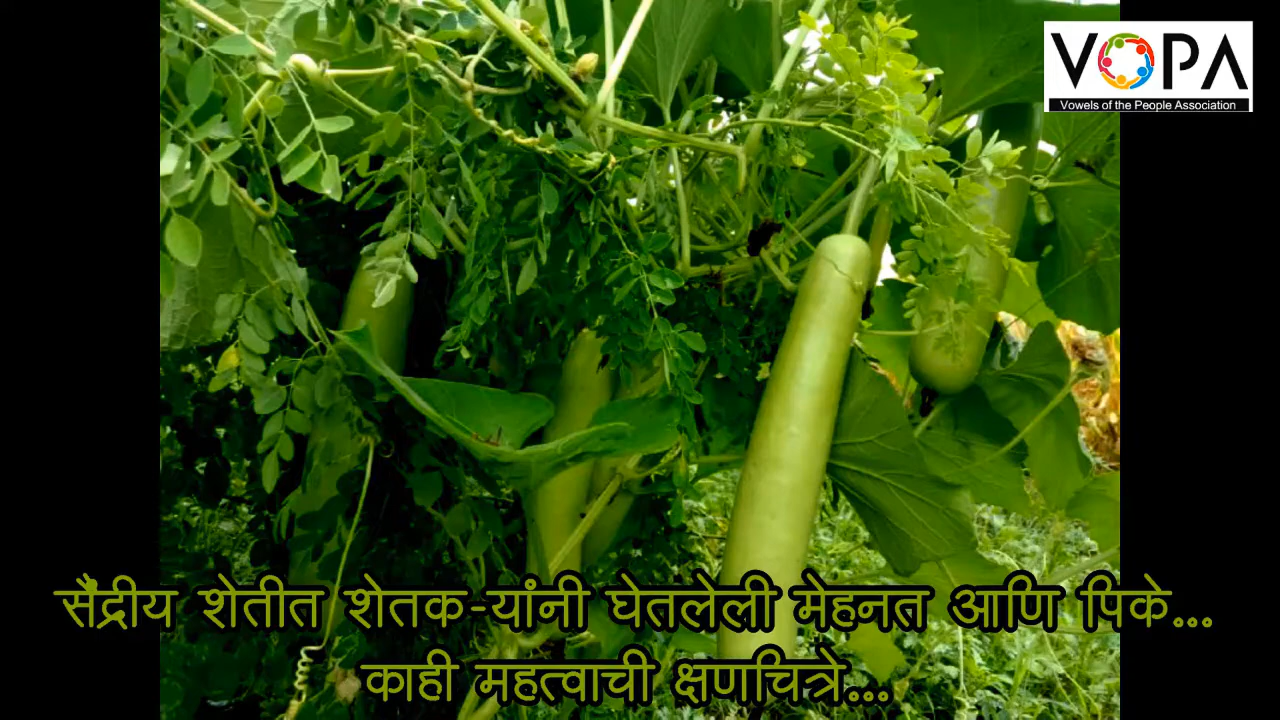 VOPA
Vowels of the People Association
सेंद्रीय शेतीत शेतक-यांनी घेतलेली मेहनत आणि पिके...
काही महत्वाची क्षणचित्रे...